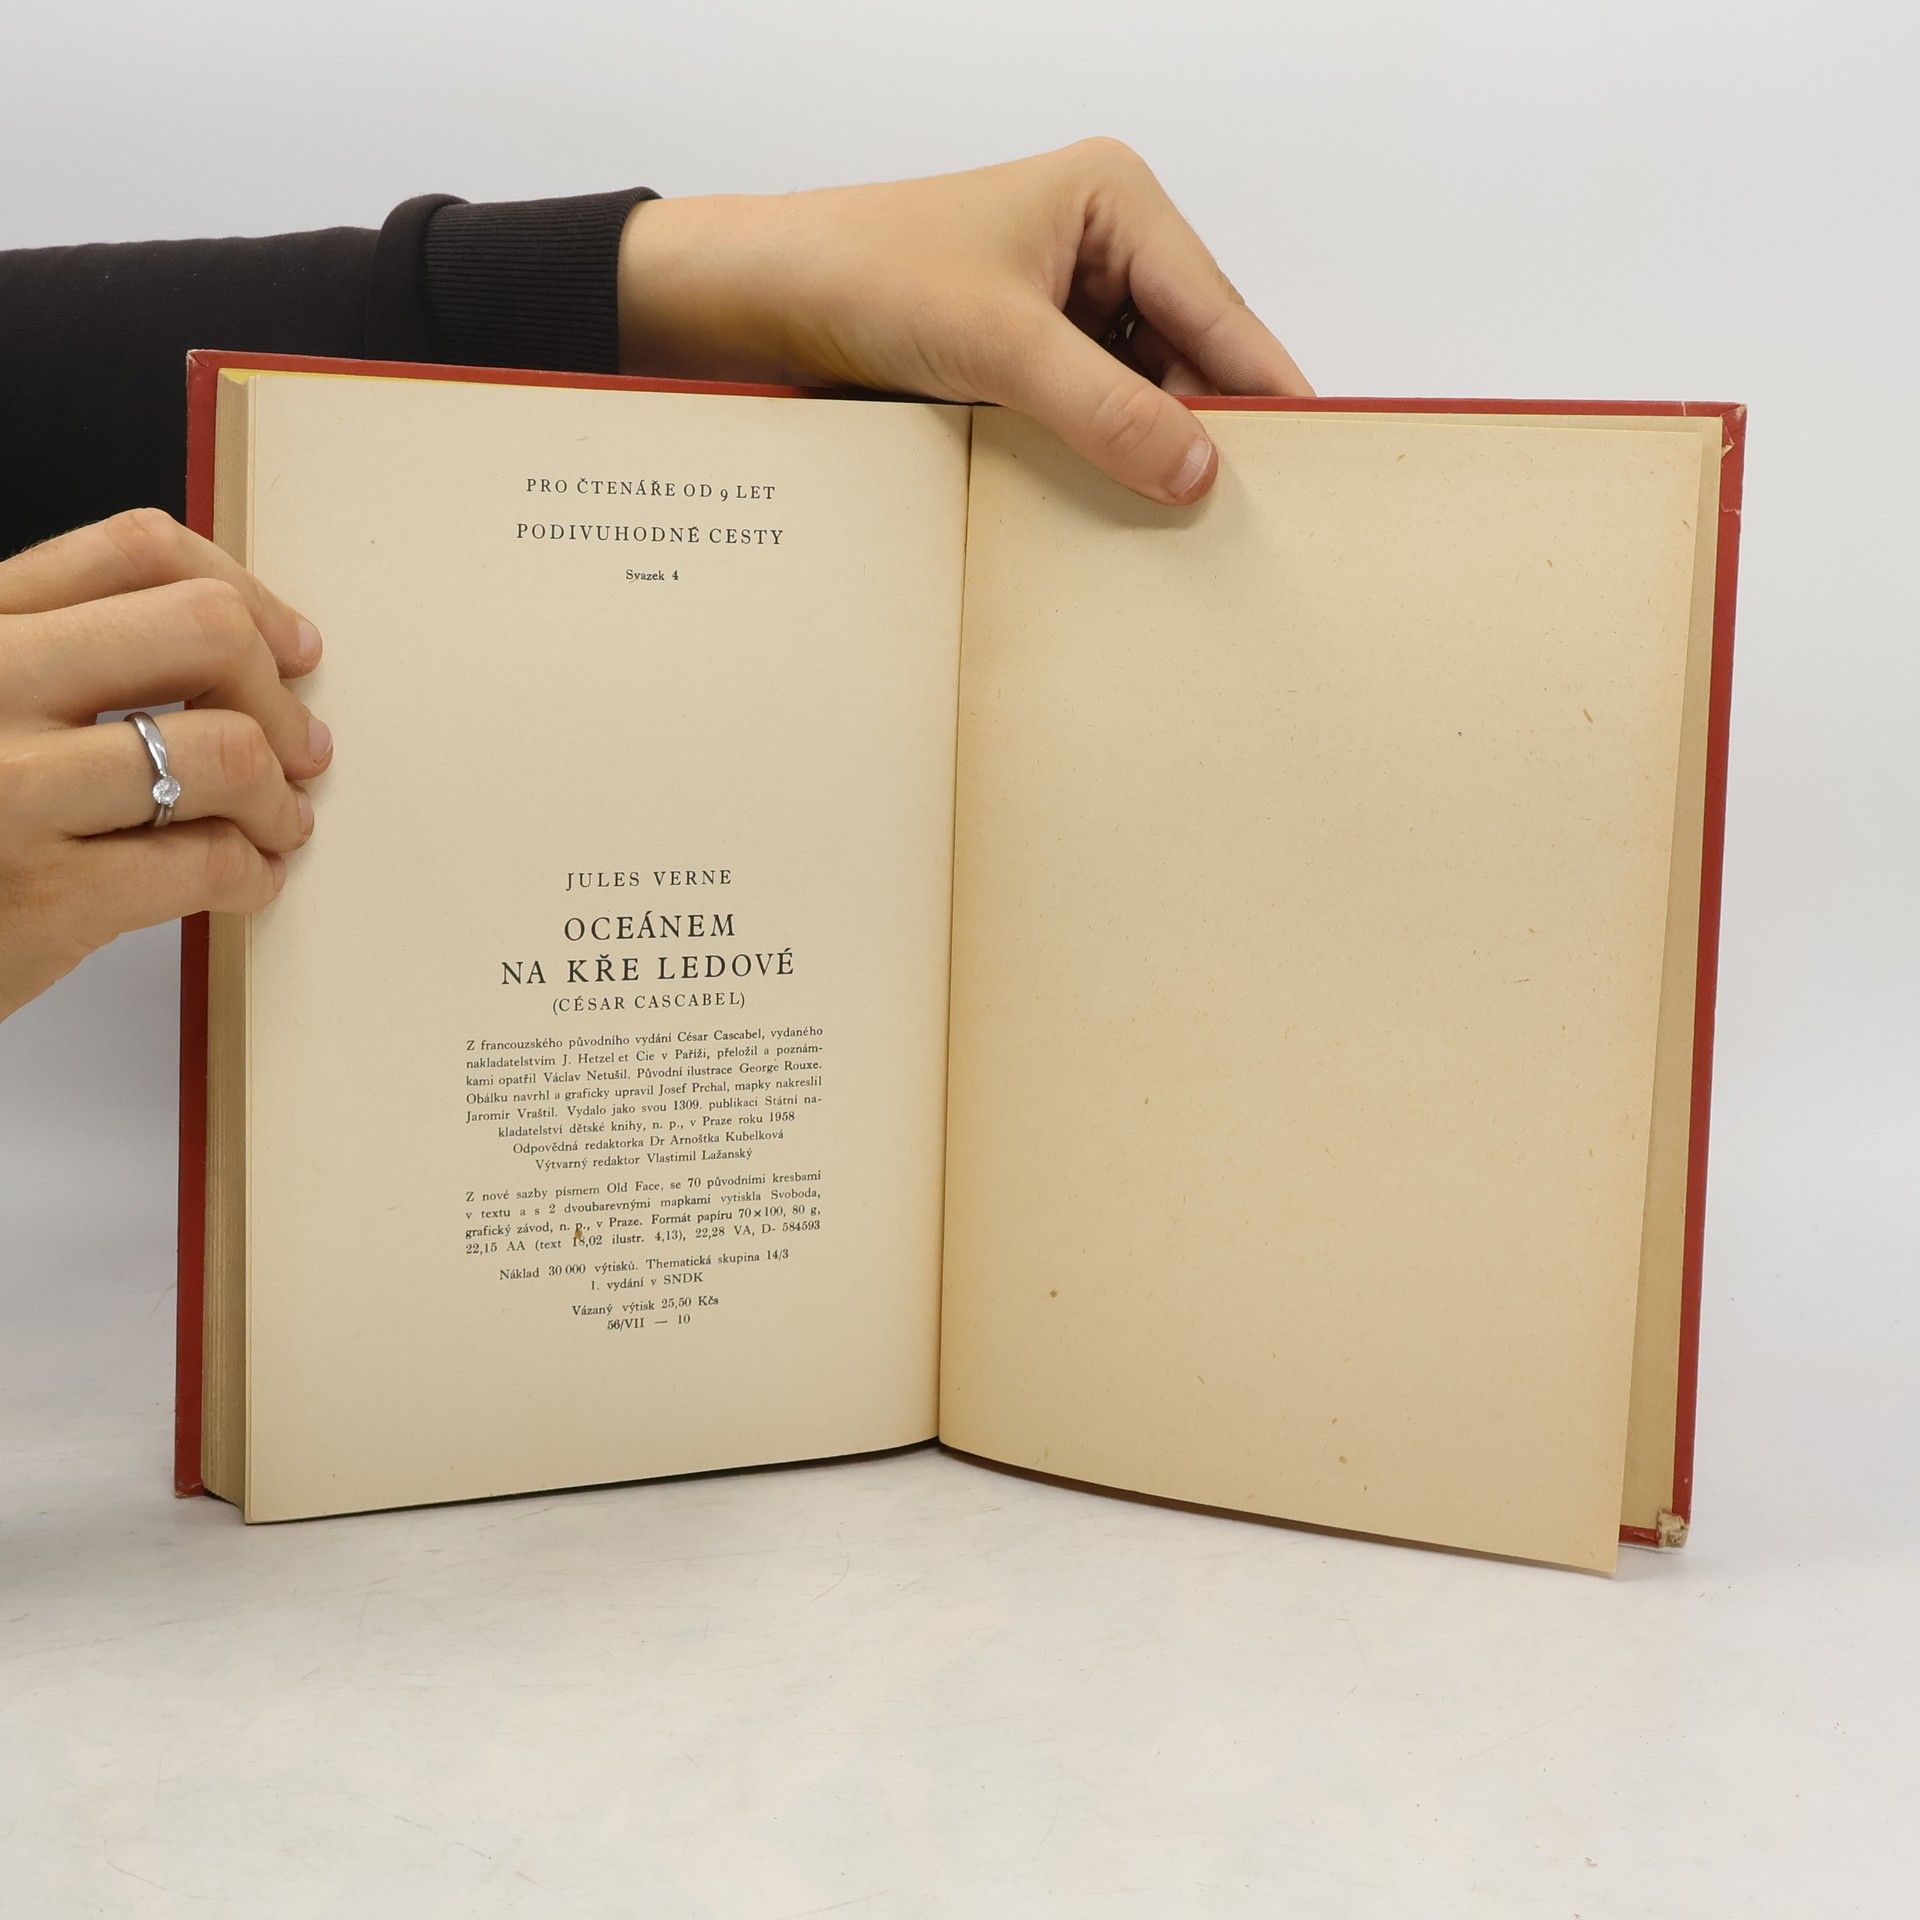 PRO ČTENÁŘE OD 9 LET
PODIVUHODNÉ CESTY
Svazek 4
JULES VERNE
OCEÁNEM
NA KŘE LEDOVÉ
(CÉSAR CASCABEL)
Z francouzského původního vydání César Cascabel, vydaného
nakladatelstvím J. Hetzel et Cie v Paříži, přeložil a poznám-
kami opatřil Václav Netušil. Původní ilustrace George Rouxe.
Obálku navrhl a graficky upravil Josef Prchal, mapky nakreslil
Jaromír Vraštil. Vydalo jako svou 1309. publikaci Státní na-
kladatelství dětské knihy, n. p., v Praze roku 1958
Odpovědná redaktorka Dr Arnoštka Kubelková
Výtvarný redaktor Vlastimil Lažanský
Z nové sazby písmem Old Face, se 70 původními kresbami
v textu a s 2 dvoubarevnými mapkami vytiskla Svoboda,
grafický závod, n. p., v Praze. Formát papíru 70×100, 80 g,
22,15 AA (text 18,02 ilustr. 4,13), 22,28 VA, D- 584593
Náklad 30 000 výtisků. Thematická skupina 14/3
1. vydání v SNDK
Vázaný výtisk 25,50 Kčs
56/VII — 10